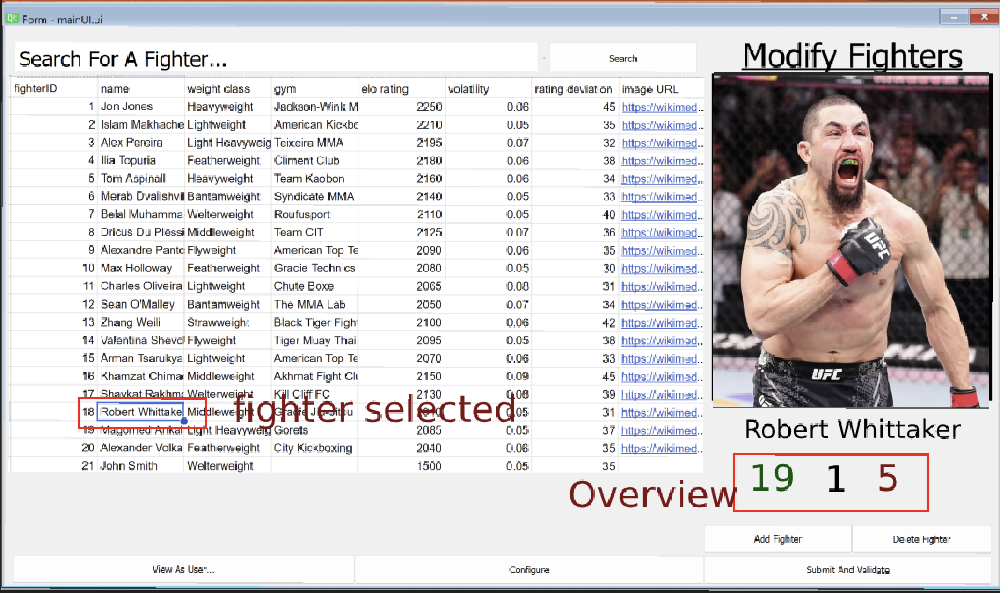 Qt Form - mainUI.ui
Search For A Fighter...
Search
Modify Fighters
fighterID name weight class gym elo rating volatility rating deviation image URL
1 Jon Jones Heavyweight Jackson-Wink M 2250 0.06 45 https://wikimed..
2 Islam Makhache Lightweight American Kickbo 2210 0.05 35 https://wikimed..
3 Alex Pereira Light Heavyweig Teixeira MMA 2195 0.07 32 https://wikimed..
4 Ilia Topuria Featherweight Climent Club 2180 0.06 38 https://wikimed..
5 Tom Aspinall Heavyweight Team Kaobon 2160 0.06 34 https://wikimed..
6 Merab Dvalishvil Bantamweight Syndicate MMA 2140 0.05 33 https://wikimed..
7 Belal Muhamma Welterweight Roufusport 2110 0.05 40 https://wikimed..
8 Dricus Du Plessi Middleweight Team CIT 2125 0.07 36 https://wikimed..
9 Alexandre Panto Flyweight American Top Te 2090 0.06 35 https://wikimed..
10 Max Holloway Featherweight Gracie Technics 2080 0.05 30 https://wikimed..
11 Charles Oliveira Lightweight Chute Boxe 2065 0.08 31 https://wikimed..
12 Sean O'Malley Bantamweight The MMA Lab 2050 0.07 34 https://wikimed..
13 Zhang Weili Strawweight Black Tiger Fight 2100 0.06 42 https://wikimed..
14 Valentina Shevcl Flyweight Tiger Muay Thai 2095 0.05 38 https://wikimed..
15 Arman Tsarukya Lightweight American Top Te 2070 0.06 33 https://wikimed..
16 Khamzat Chima Middleweight Akhmat Fight Clu 2150 0.09 45 https://wikimed..
17 Shavkat Rakhmo Welterweight Kill Cliff FC 2130 0.06 39 https://wikimed..
18 Robert Whittake Middleweight Gracie Jiu-Jitsu 0.05 31 https://wikimed..
fighter selected
19 Magomed Ankal Light Heavyweig Gorets 2085 0.05 37 https://wikimed..
20 Alexander Volka Featherweight City Kickboxing 2040 0.06 35 https://wikimed..
21 John Smith Welterweight 1500 0.05 35
UFC
UFC
Robert Whittaker
19 1 5
Overview
Add Fighter
Delete Fighter
View As User...
Configure
Submit And Validate